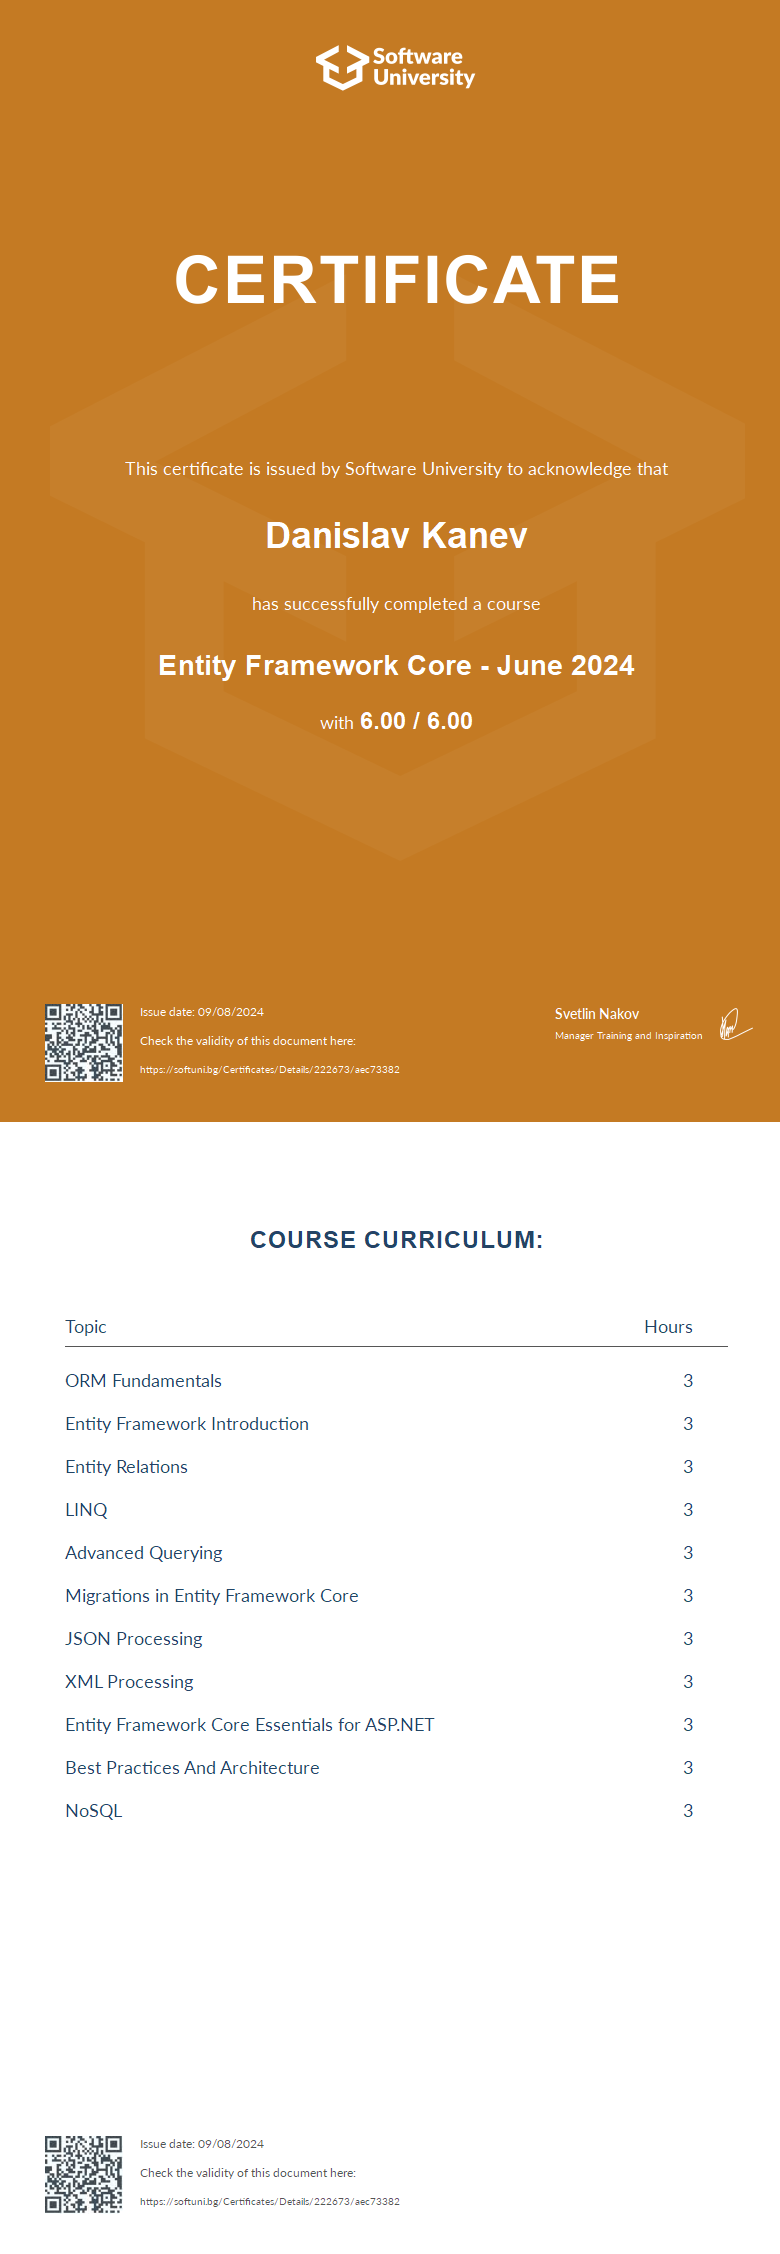 Software
University
CERTIFICATE
This certificate is issued by Software University to acknowledge that
Danislav Kanev
has successfully completed a course
Entity Framework Core - June 2024
with 6.00 / 6.00
Issue date: 09/08/2024
Check the validity of this document here:
https://softuni.bg/Certificates/Details/222673/aec73382
Svetlin Nakov
Manager Training and Inspiration
COURSE CURRICULUM:
Topic Hours
ORM Fundamentals 3
Entity Framework Introduction 3
Entity Relations 3
LINQ 3
Advanced Querying 3
Migrations in Entity Framework Core 3
JSON Processing 3
XML Processing 3
Entity Framework Core Essentials for ASP.NET 3
Best Practices And Architecture 3
NoSQL 3
Issue date: 09/08/2024
Check the validity of this document here:
https://softuni.bg/Certificates/Details/222673/aec73382